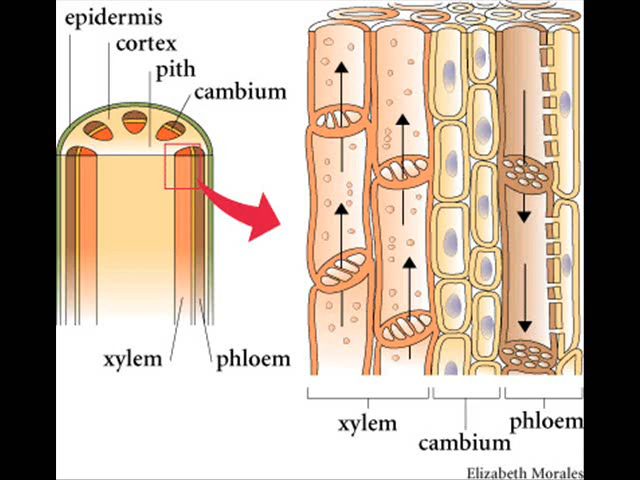 epidermis
cortex
pith
cambium
xylem
phloem
xylem
cambium
phloem
Elizabeth Morales